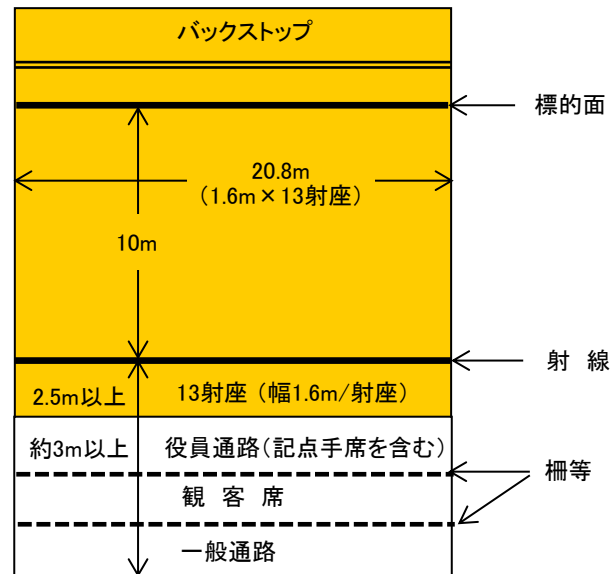 バックストップ
標的面
20.8m
（1.6m×13射座）
10m
射 線
2.5m以上 13射座（幅1.6m/射座）
約3m以上 役員通路（記点手席を含む）
柵等
観 客 席
一般通路